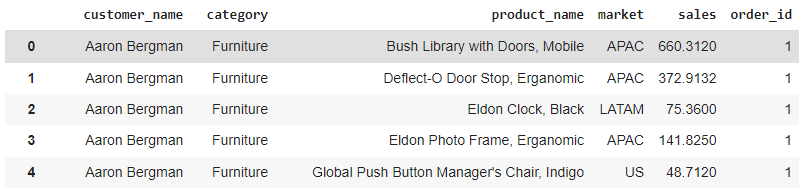 customer_name category product_name market sales order_id
0 Aaron Bergman Furniture Bush Library with Doors, Mobile APAC 660.3120 1
1 Aaron Bergman Furniture Deflect-O Door Stop, Erganomic APAC 372.9132 1
2 Aaron Bergman Furniture Eldon Clock, Black LATAM 75.3600 1
3 Aaron Bergman Furniture Eldon Photo Frame, Erganomic APAC 141.8250 1
4 Aaron Bergman Furniture Global Push Button Manager's Chair, Indigo US 48.7120 1